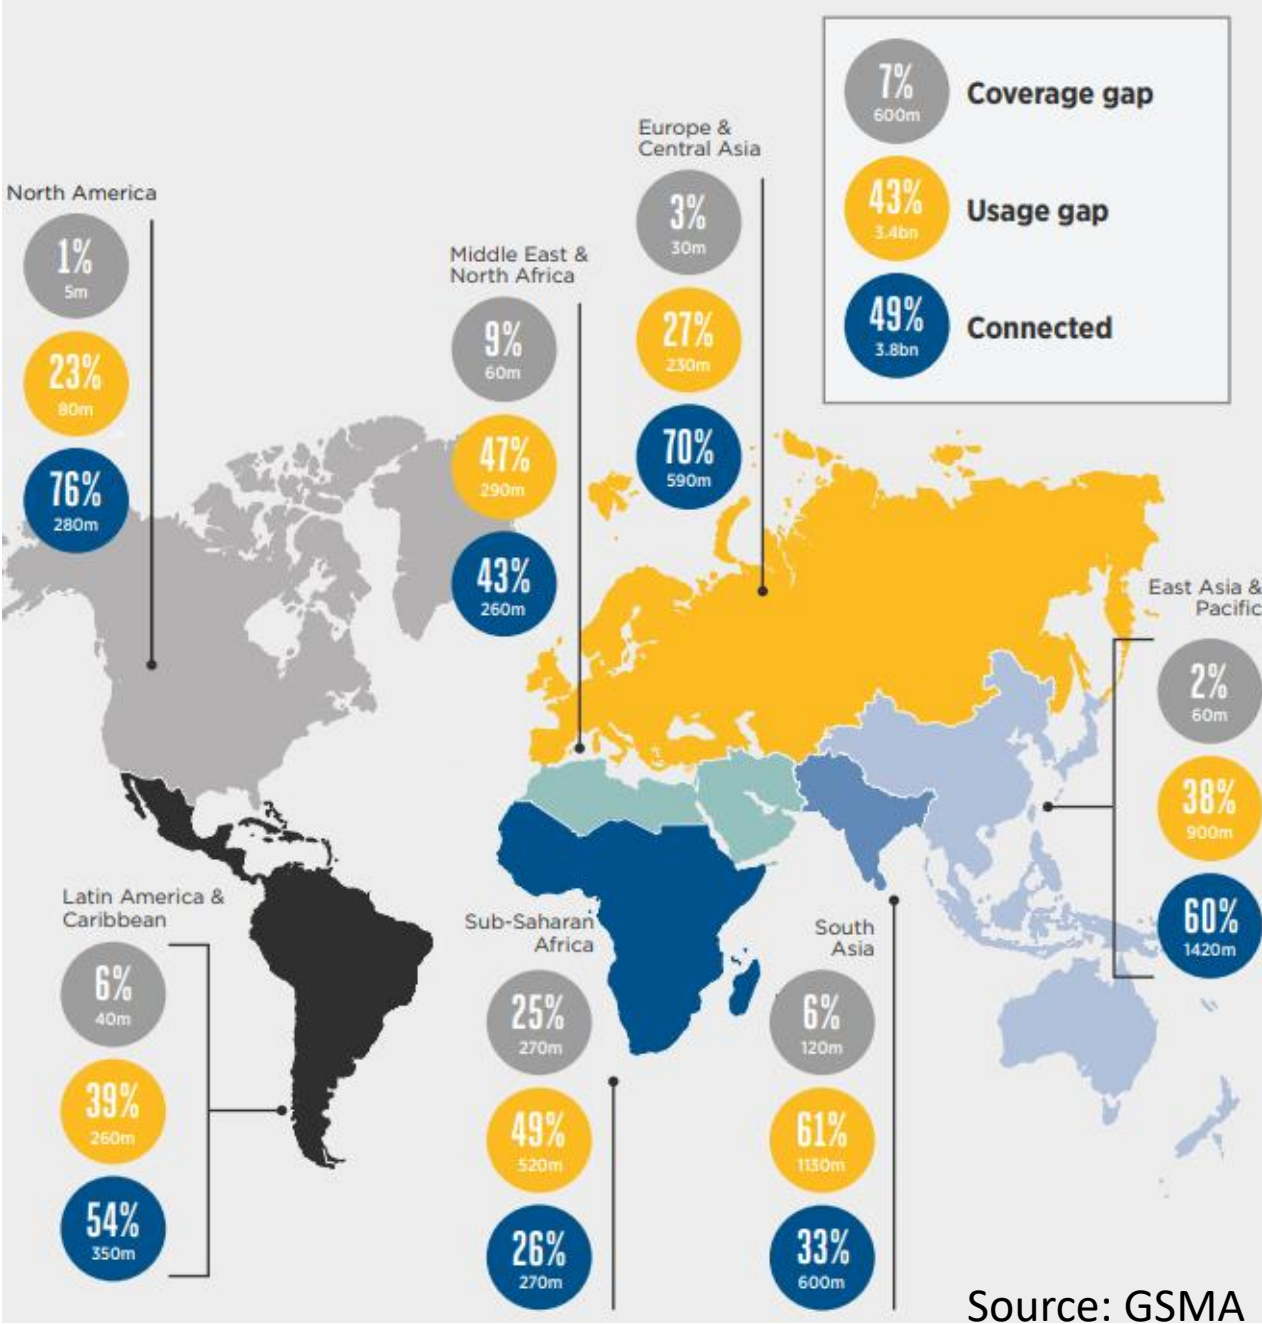 7%
600m
Coverage gap
43%
3.4bn
Usage gap
49%
3.8bn
Connected
North America
1%
5m
23%
80m
76%
280m
Middle East &
North Africa
9%
60m
47%
290m
43%
260m
Europe &
Central Asia
3%
30m
27%
230m
70%
590m
East Asia &
Pacific
2%
60m
38%
900m
60%
1420m
Latin America &
Caribbean
6%
40m
39%
260m
54%
350m
Sub-Saharan
Africa
25%
270m
49%
520m
26%
270m
South
Asia
6%
120m
61%
1130m
33%
600m
Source: GSMA